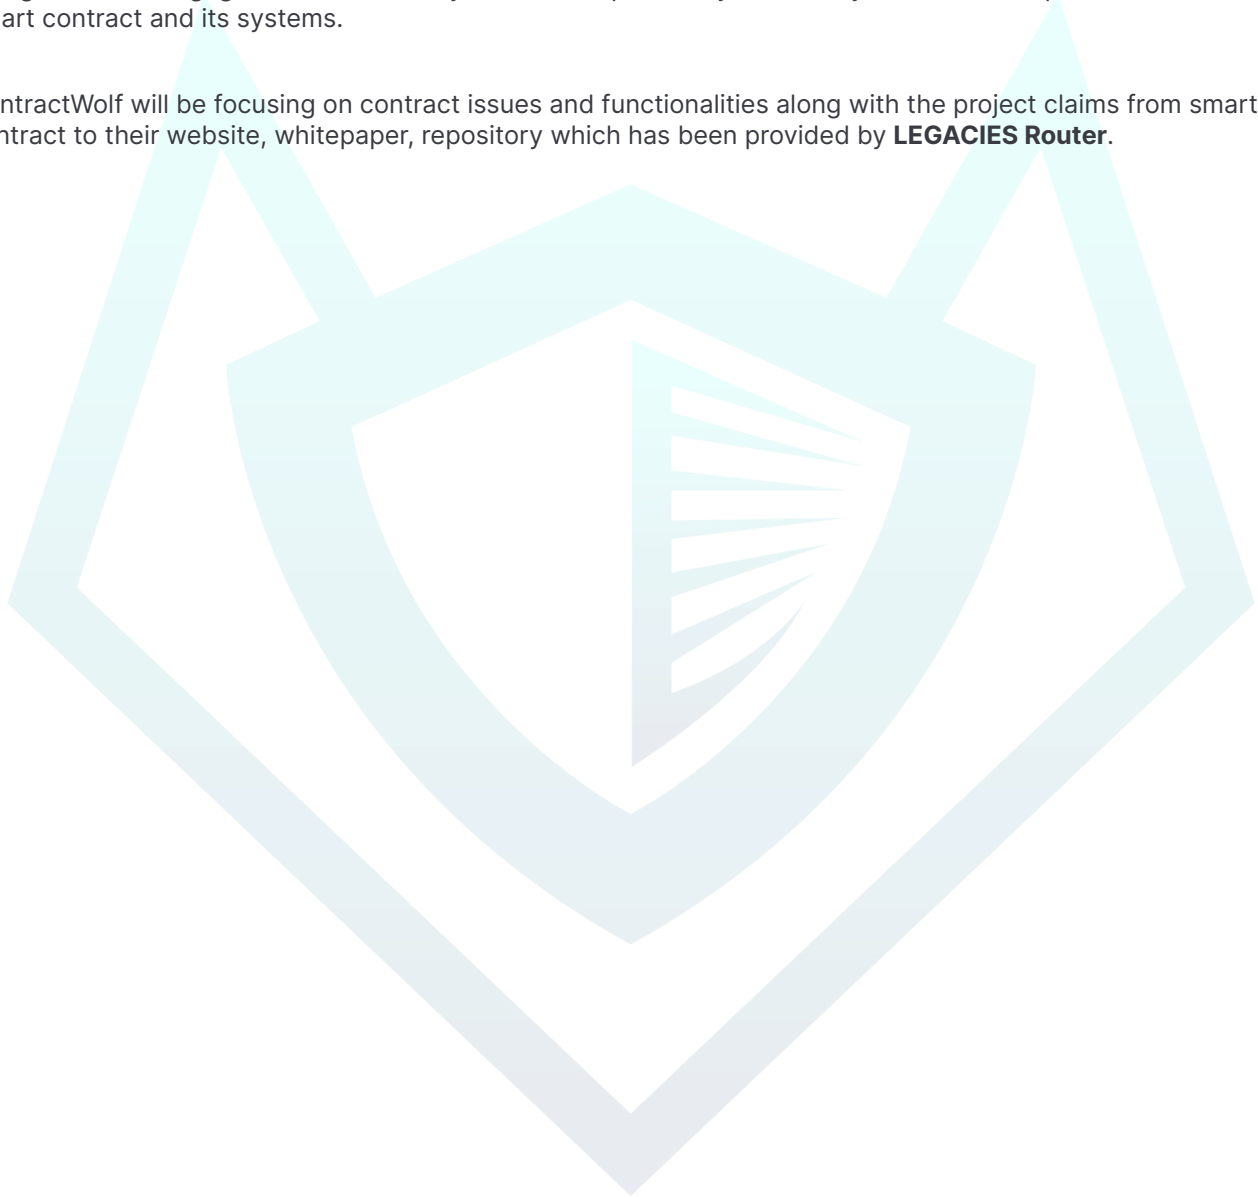 art contract and its systems.
ntractWolf will be focusing on contract issues and functionalities along with the project claims from smart
ntract to their website, whitepaper, repository which has been provided by LEGACIES Router.